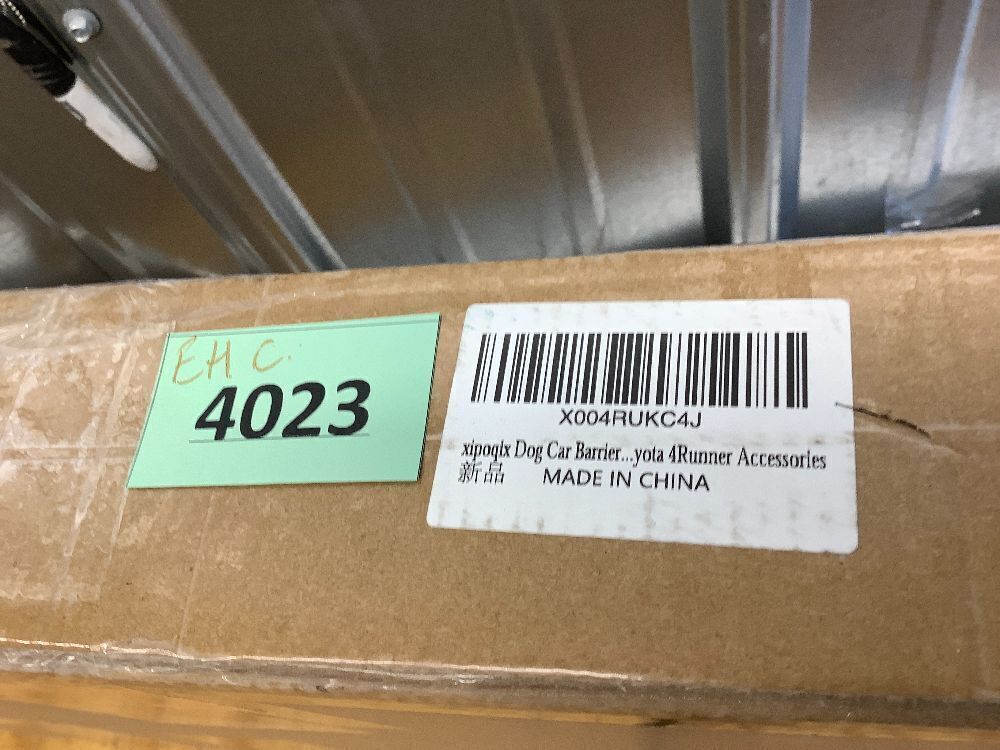 EH C.
4023
X004RUKC4J
xipoqix Dog Car Barrier...yota 4Runner Accessories
新品 MADE IN CHINA